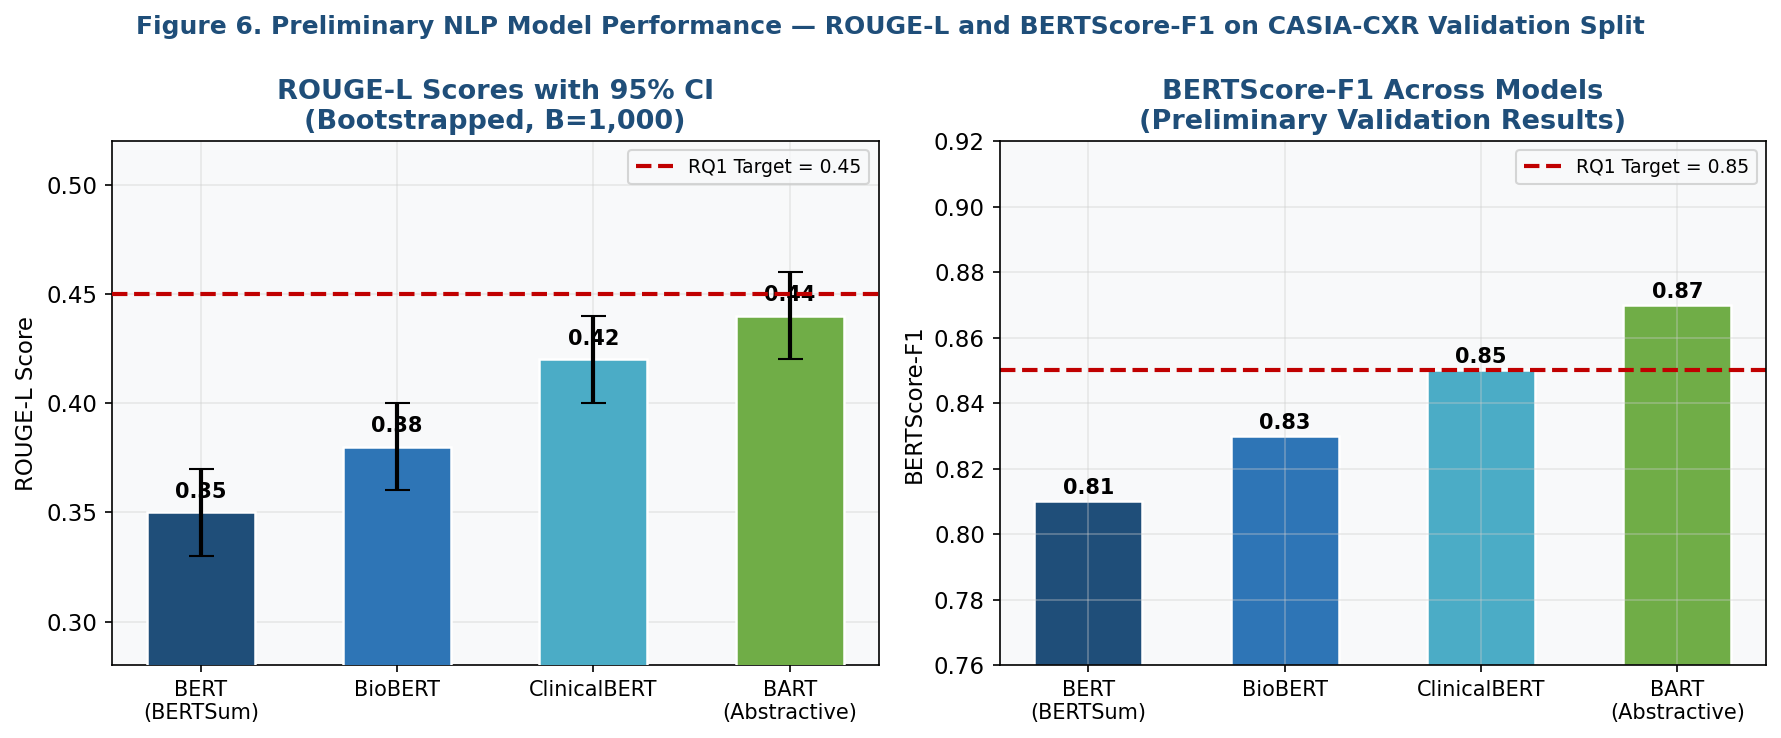 Figure 6. Preliminary NLP Model Performance — ROUGE-L and BERTScore-F1 on CASIA-CXR Validation Split
ROUGE-L Scores with 95% CI
(Bootstrapped, B=1,000)
RQ1 Target = 0.45
ROUGE-L Score
0.50
0.45
0.40
0.35
0.30
0.35
0.38
0.42
0.44
BERT
(BERTSum)
BioBERT
ClinicalBERT
BART
(Abstractive)
BERTScore-F1 Across Models
(Preliminary Validation Results)
RQ1 Target = 0.85
BERTScore-F1
0.92
0.90
0.88
0.86
0.84
0.82
0.80
0.78
0.76
0.81
0.83
0.85
0.87
BERT
(BERTSum)
BioBERT
ClinicalBERT
BART
(Abstractive)